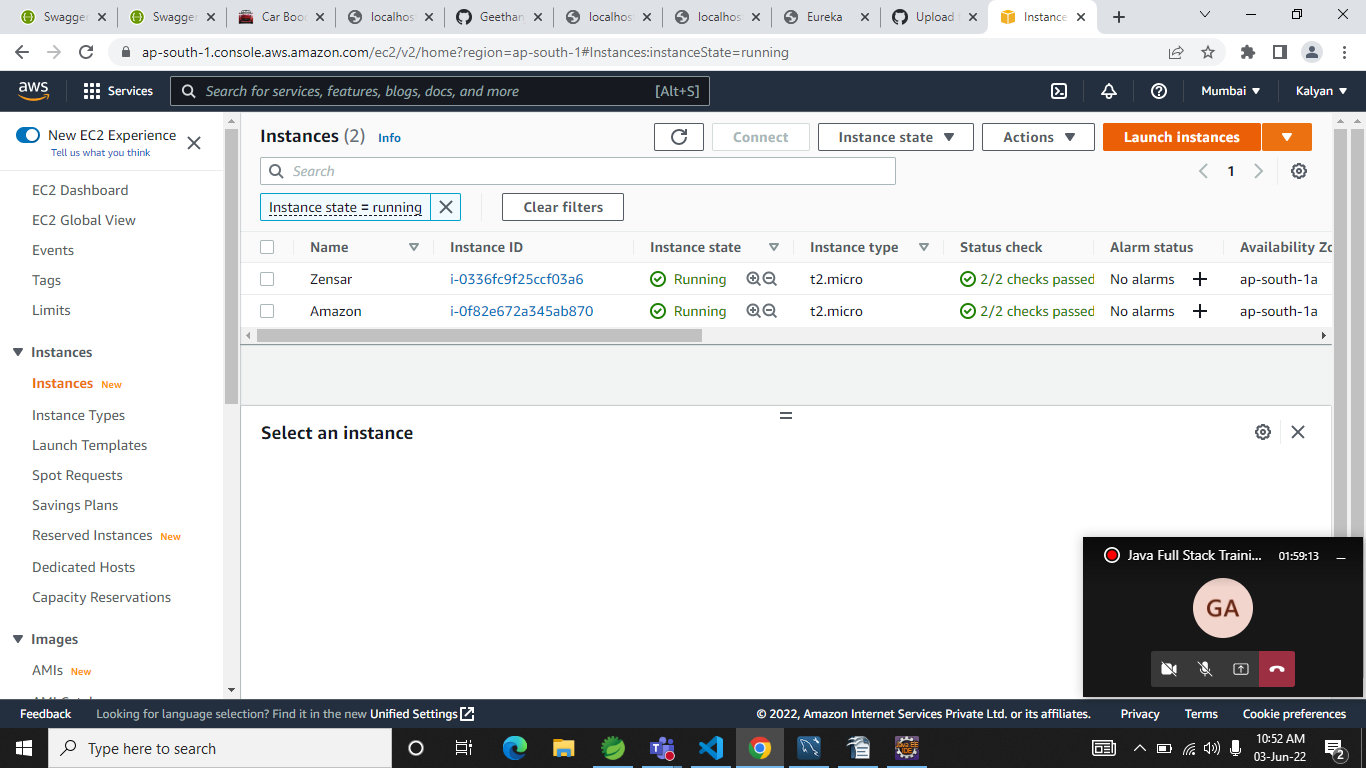 Swagger
Swagger
Car Boo
localhos
Geethan
localhos
localhos
Eureka
Upload
Instance
ap-south-1.console.aws.amazon.com/ec2/v2/home?region=ap-south-1#Instances:instanceState=running
aws
Services
Search for services, features, blogs, docs, and more
[Alt+S]
Mumbai
Kalyan
New EC2 Experience
Tell us what you think
EC2 Dashboard
EC2 Global View
Events
Tags
Limits
Instances
Instances New
Instance Types
Launch Templates
Spot Requests
Savings Plans
Reserved Instances New
Dedicated Hosts
Capacity Reservations
Images
AMIs New
Instances (2) Info
Connect
Instance state
Actions
Launch instances
Search
1
Instance state = running
Clear filters
Name Instance ID Instance state Instance type Status check Alarm status Availability Zo
Zensar i-0336fc9f25ccf03a6 Running t2.micro 2/2 checks passed No alarms ap-south-1a
Amazon i-0f82e672a345ab870 Running t2.micro 2/2 checks passed No alarms ap-south-1a
Select an instance
Java Full Stack Traini... 01:59:13
GA
Feedback Looking for language selection? Find it in the new Unified Settings
© 2022, Amazon Internet Services Private Ltd. or its affiliates. Privacy Terms Cookie preferences
Type here to search
10:52 AM
03-Jun-22
2